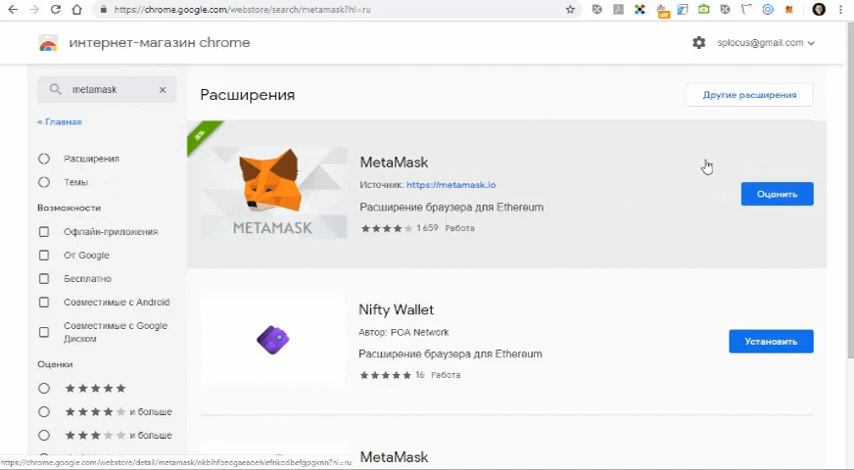 https://chrome.google.com/webstore/search/metamask?hl=ru
off
интернет-магазин chrome
splocus@gmail.com
metamask
Расширения
Другие расширения
« Главная
Расширения
Темы
Возможности
Офлайн-приложения
От Google
Бесплатно
Совместимые с Android
Совместимые с Google
Диском
Оценки
и больше
и больше
METAMASK
MetaMask
Источник: https://metamask.io
Расширение браузера для Ethereum
1 659 Работа
Оценить
Nifty Wallet
Автор: POA Network
Расширение браузера для Ethereum
16 Работа
Установить
MetaMask